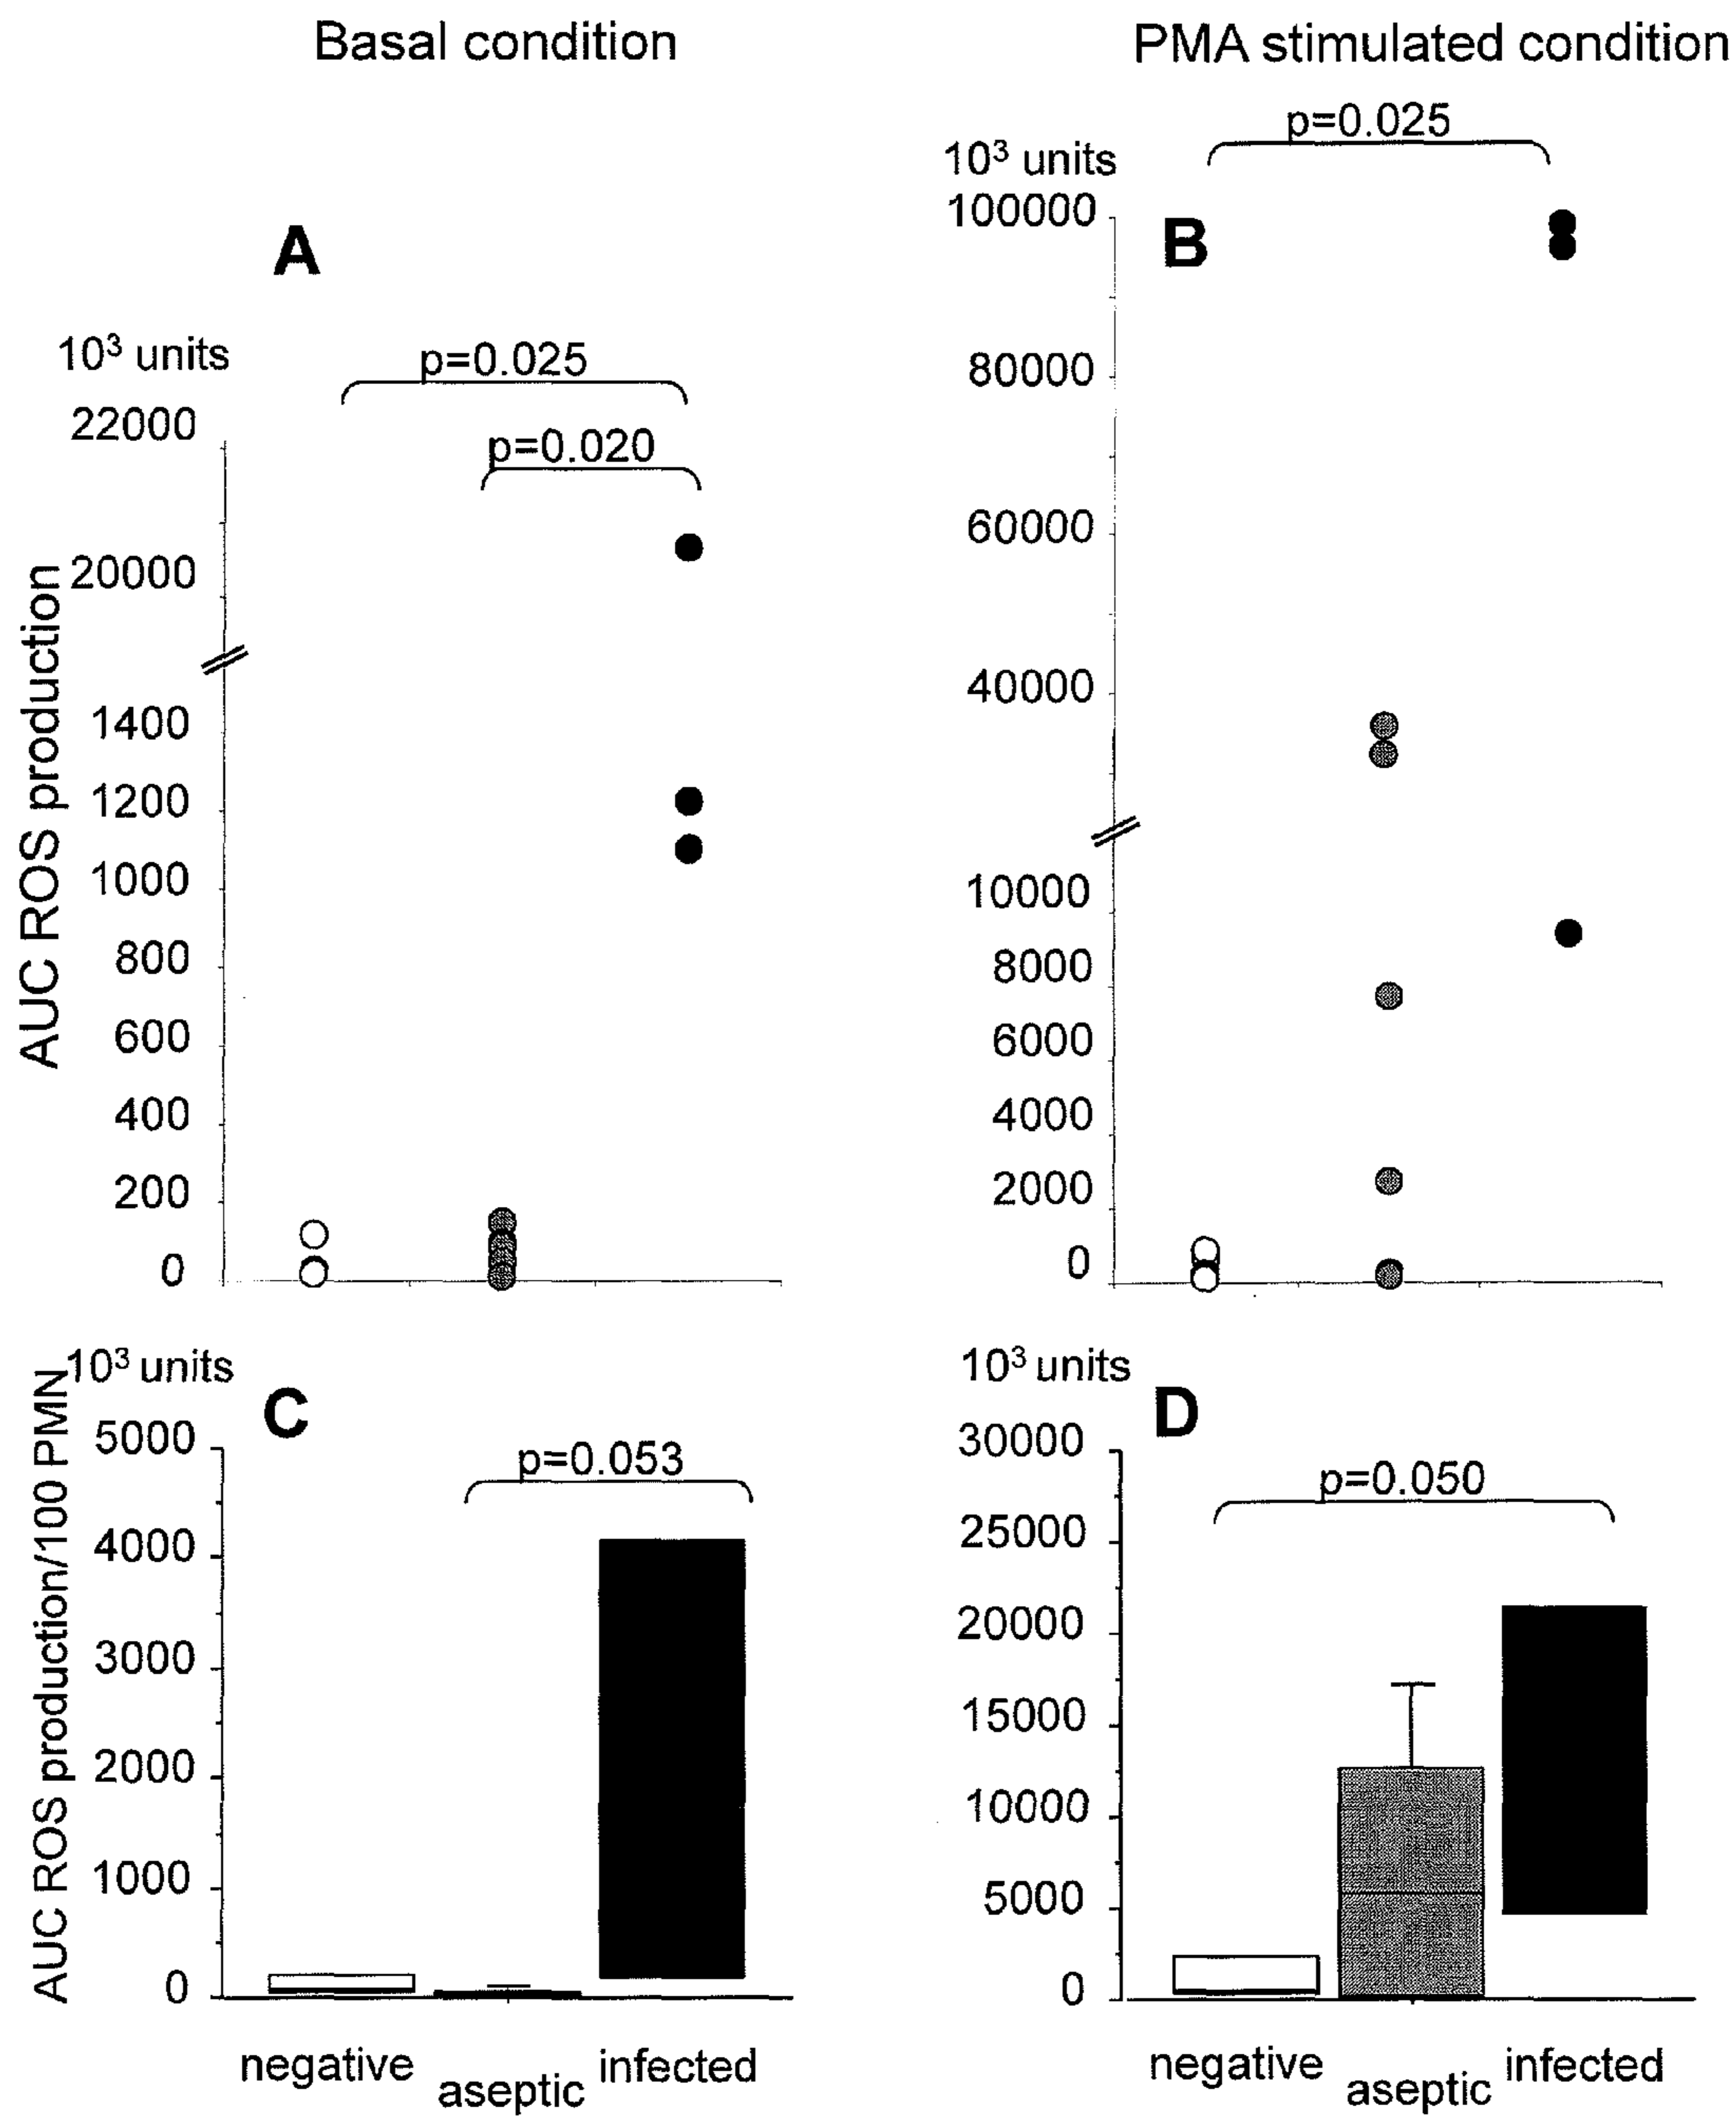 Basal condition
PMA stimulated condition
A
10³ units
p=0.025
p=0.020
22000
20000
1400
1200
1000
800
600
400
200
0
AUC ROS production
B
10³ units
p=0.025
100000
80000
60000
40000
10000
8000
6000
4000
2000
0
C
10³ units
p=0.053
5000
4000
3000
2000
1000
0
AUC ROS production/100 PMN
negative
aseptic
infected
D
10³ units
p=0.050
30000
25000
20000
15000
10000
5000
0
negative
aseptic
infected